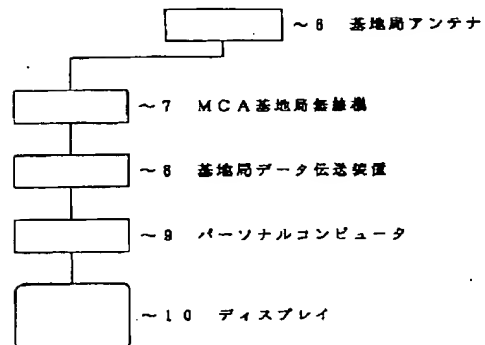 ~6 基地局アンテナ
~7 MCA基地局無線機
~8 基地局データ伝送装置
~9 パーソナルコンピュータ
~10 ディスプレイ